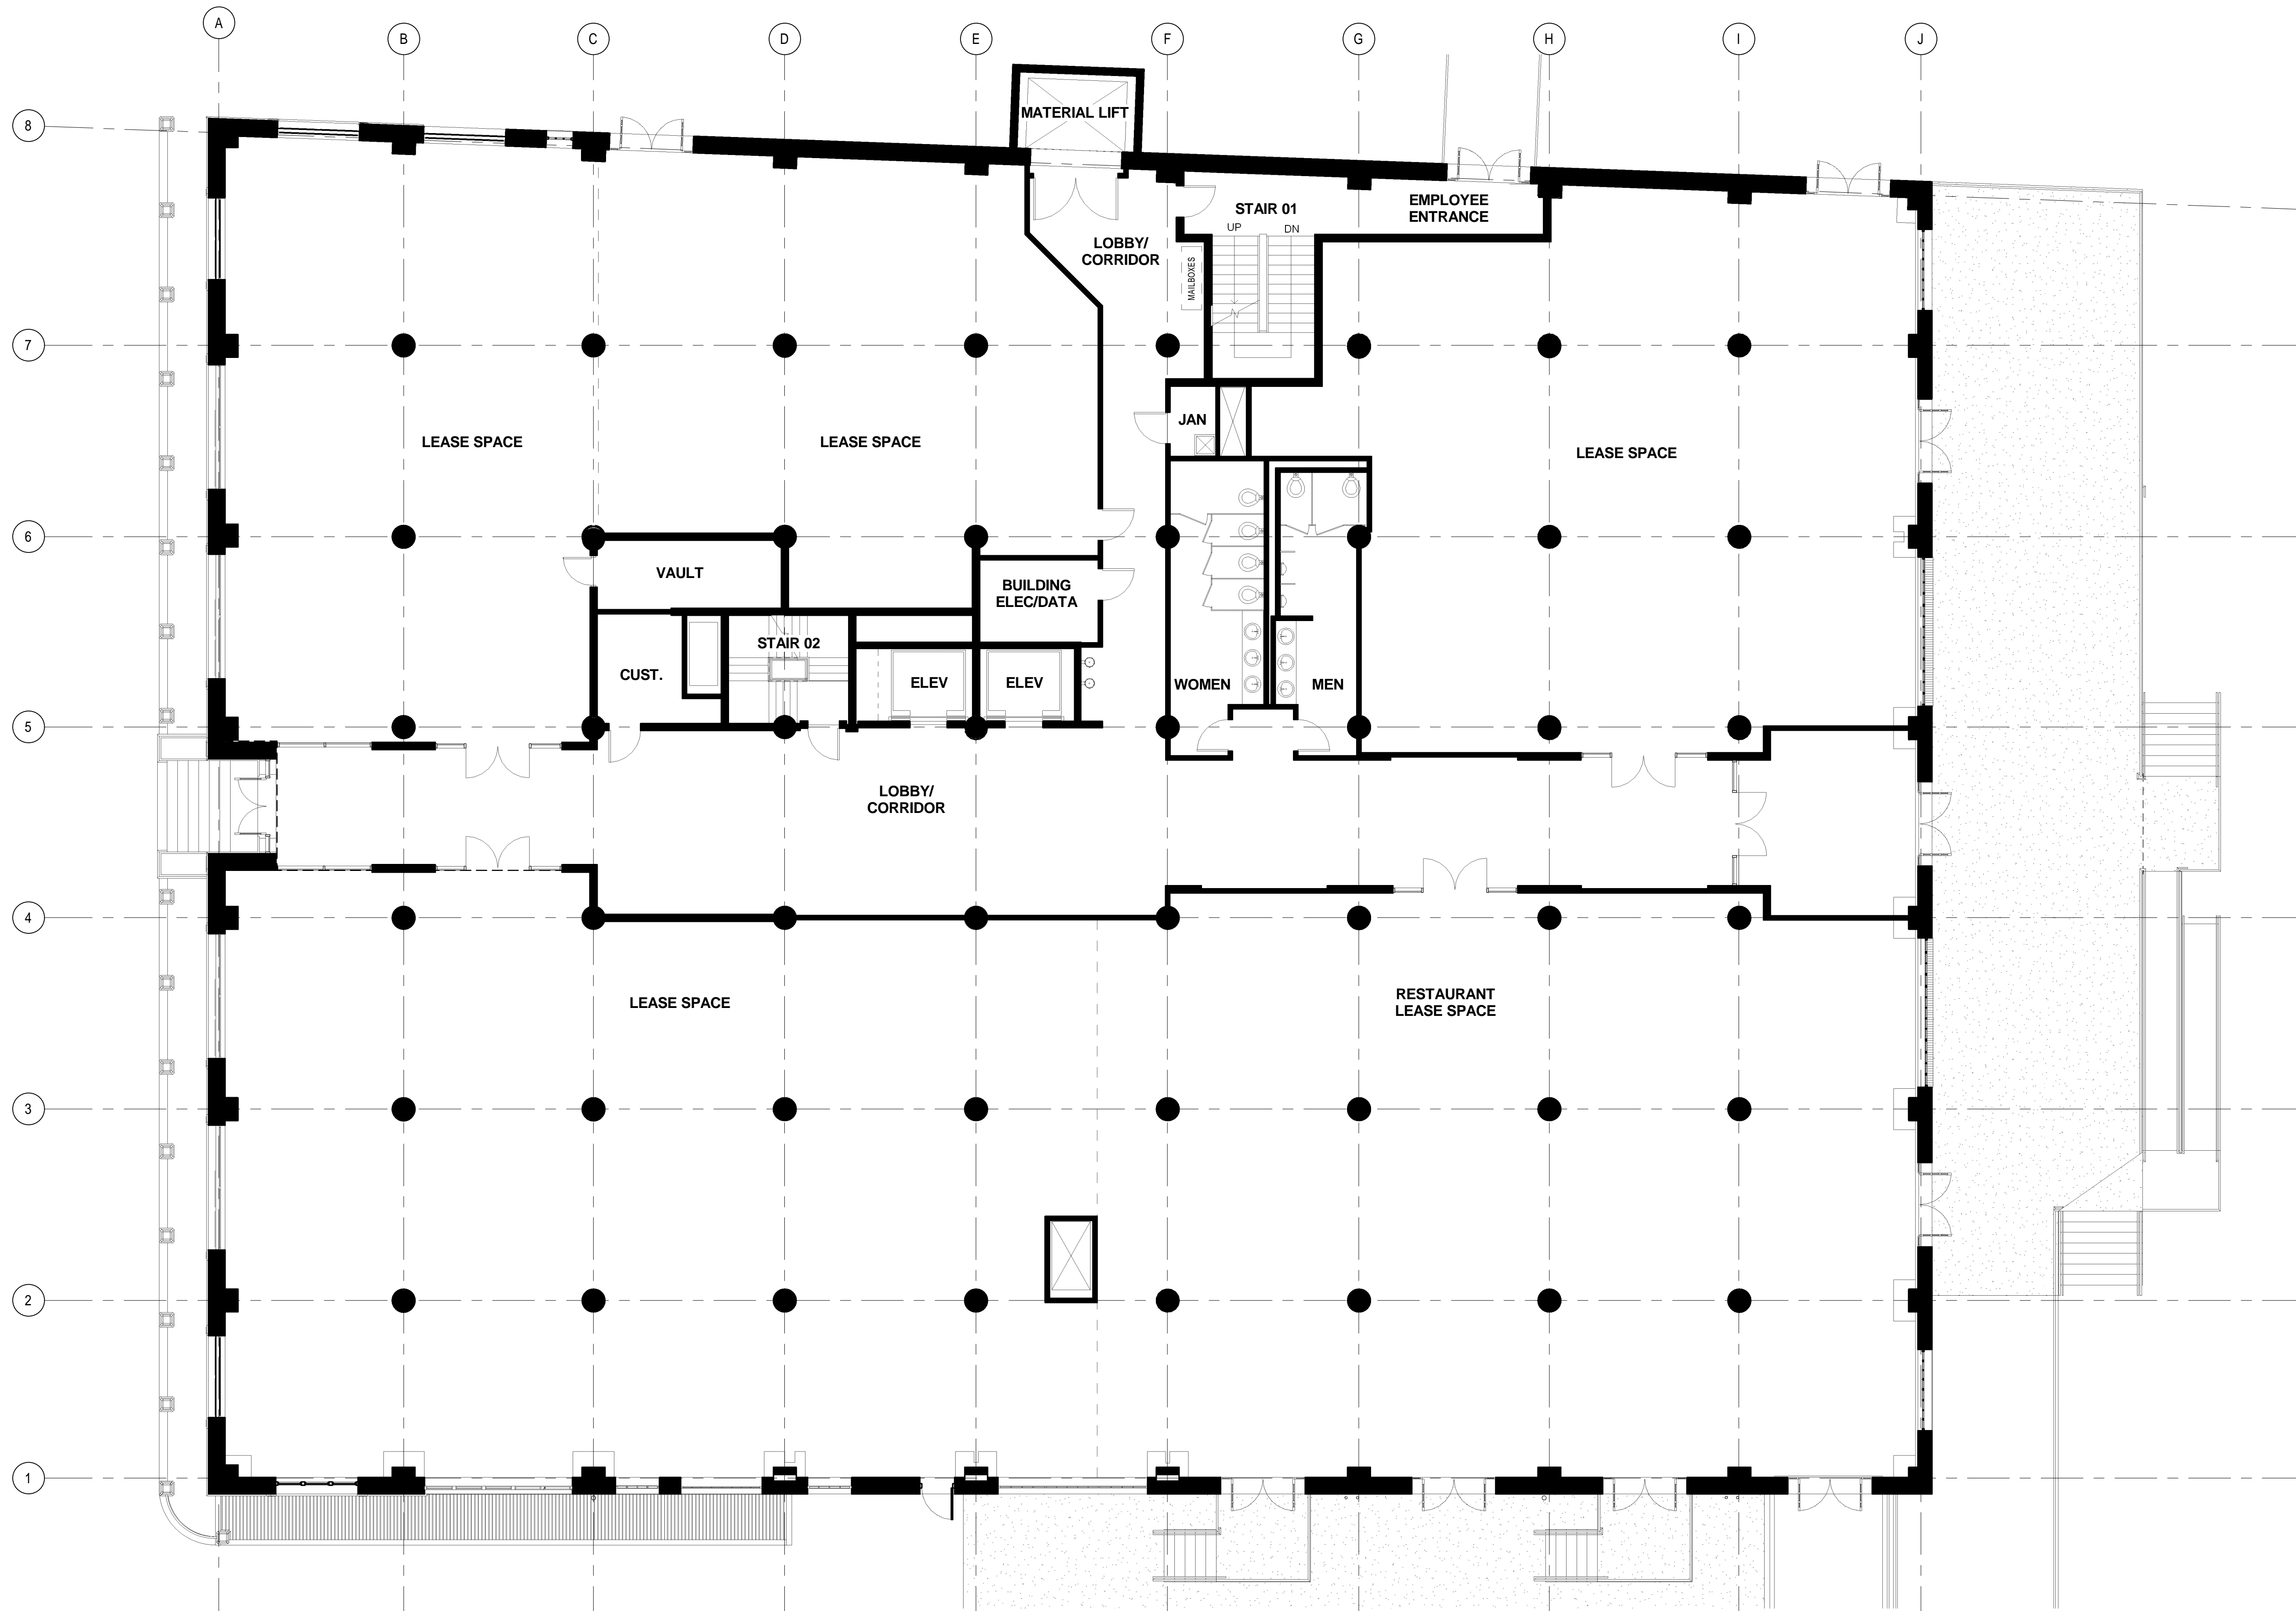 A
B
C
D
E
F
G
H
I
J
8
MATERIAL LIFT
STAIR 01
EMPLOYEE
ENTRANCE
UP
DN
LOBBY/
CORRIDOR
MAILBOXES
7
JAN
LEASE SPACE
LEASE SPACE
LEASE SPACE
6
VAULT
BUILDING
ELEC/DATA
STAIR 02
CUST.
ELEV
ELEV
WOMEN
MEN
5
LOBBY/
CORRIDOR
4
LEASE SPACE
RESTAURANT
LEASE SPACE
3
2
1